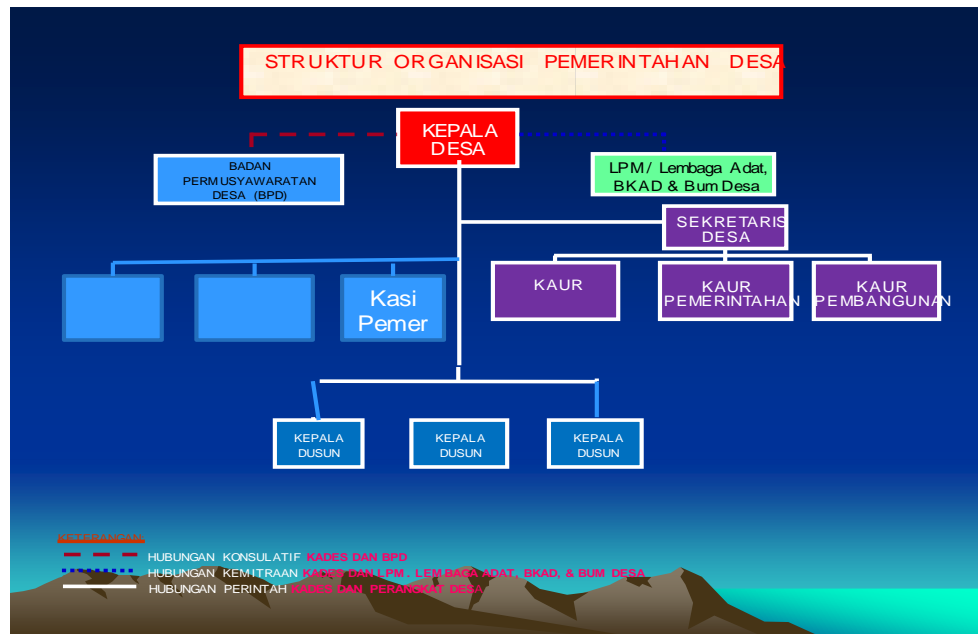 STRUKTUR ORGANISASI PEMERINTAHAN DESA
KEPALA
DESA
BADAN
PERMUSYAWARATAN
DESA (BPD)
LPM / Lembaga Adat,
BKAD & Bum Desa
SEKRETARIS
DESA
Kasi
Pemer
KAUR
KAUR
PEMERINTAHAN
KAUR
PEMBANGUNAN
KEPALA
DUSUN
KEPALA
DUSUN
KEPALA
DUSUN
KETERANGAN:
HUBUNGAN KONSULATIF KADES DAN BPD
HUBUNGAN KEMITRAAN KADES DAN LPM. LEMBAGA ADAT, BKAD, & BUM DESA
HUBUNGAN PERINTAH KADES DAN PERANGKAT DESA